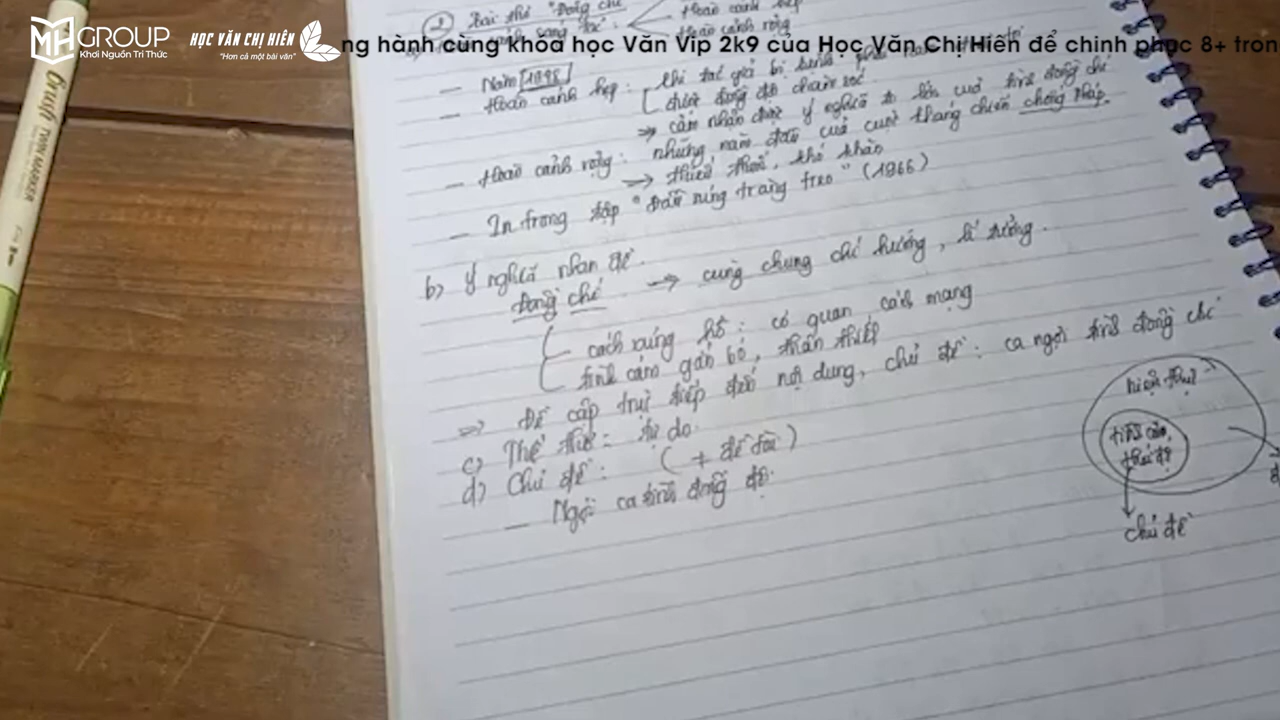 MH GROUP
Khơi Nguồn Tri Thức
HỌC VĂN CHỊ HIÊN
"Hơn cả một bài văn"
ng hành cùng khóa học Văn Vip 2k9 của Học Văn Chị Hiên để chinh phục 8+ tron
Brush
TWIN MARKER
2) Bài thơ "Đồng chí
Hoàn cảnh hẹp
Hoàn cảnh rộng
– Năm [1948]
– Hoàn cảnh hẹp: khi tác giả bị bệnh phải
được đồng đội chăm sóc
=> cảm nhận được ý nghĩa to lớn của tình đồng chí
– Hoàn cảnh rộng: những năm đầu của cuộc kháng chiến chống Pháp.
=> thiếu thốn, khó khăn
– In trong tập "Đầu súng trăng treo" (1966)
b) Ý nghĩa nhan đề.
Đồng chí => cùng chung chí hướng, lí tưởng.
– cách xưng hô: cơ quan cách mạng
– tình cảm gắn bó, thân thiết
=> Đề cập trực tiếp đến nội dung, chủ đề: ca ngợi tình đồng chí
c) Thể thơ: tự do
d) Chủ đề: (+ đề tài)
– Ngợi ca tình đồng đội.
hiện thực
tình cảm
thái độ
chủ đề